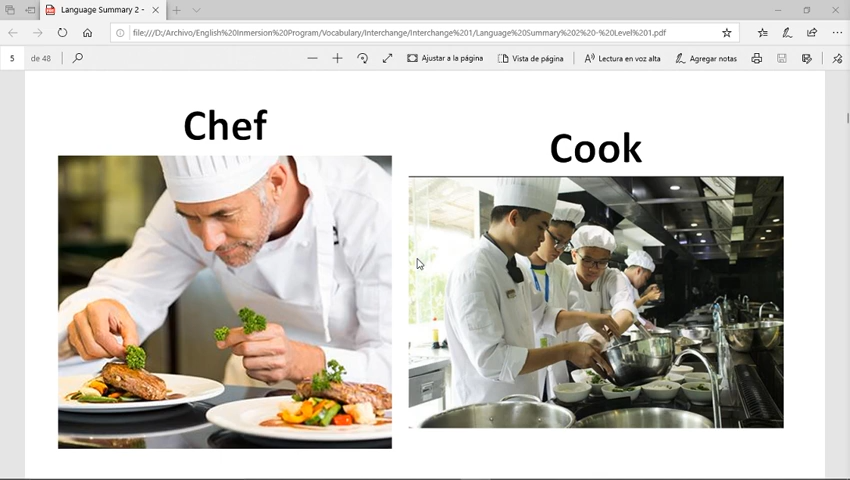 Language Summary 2 -
file:///D:/Archivo/English%20Inmersion%20Program/Vocabulary/Interchange/Interchange%201/Language%20Summary%202%20-%20Level%201.pdf
5 de 48 Ajustar a la página Vista de página Lectura en voz alta Agregar notas
Chef
Cook